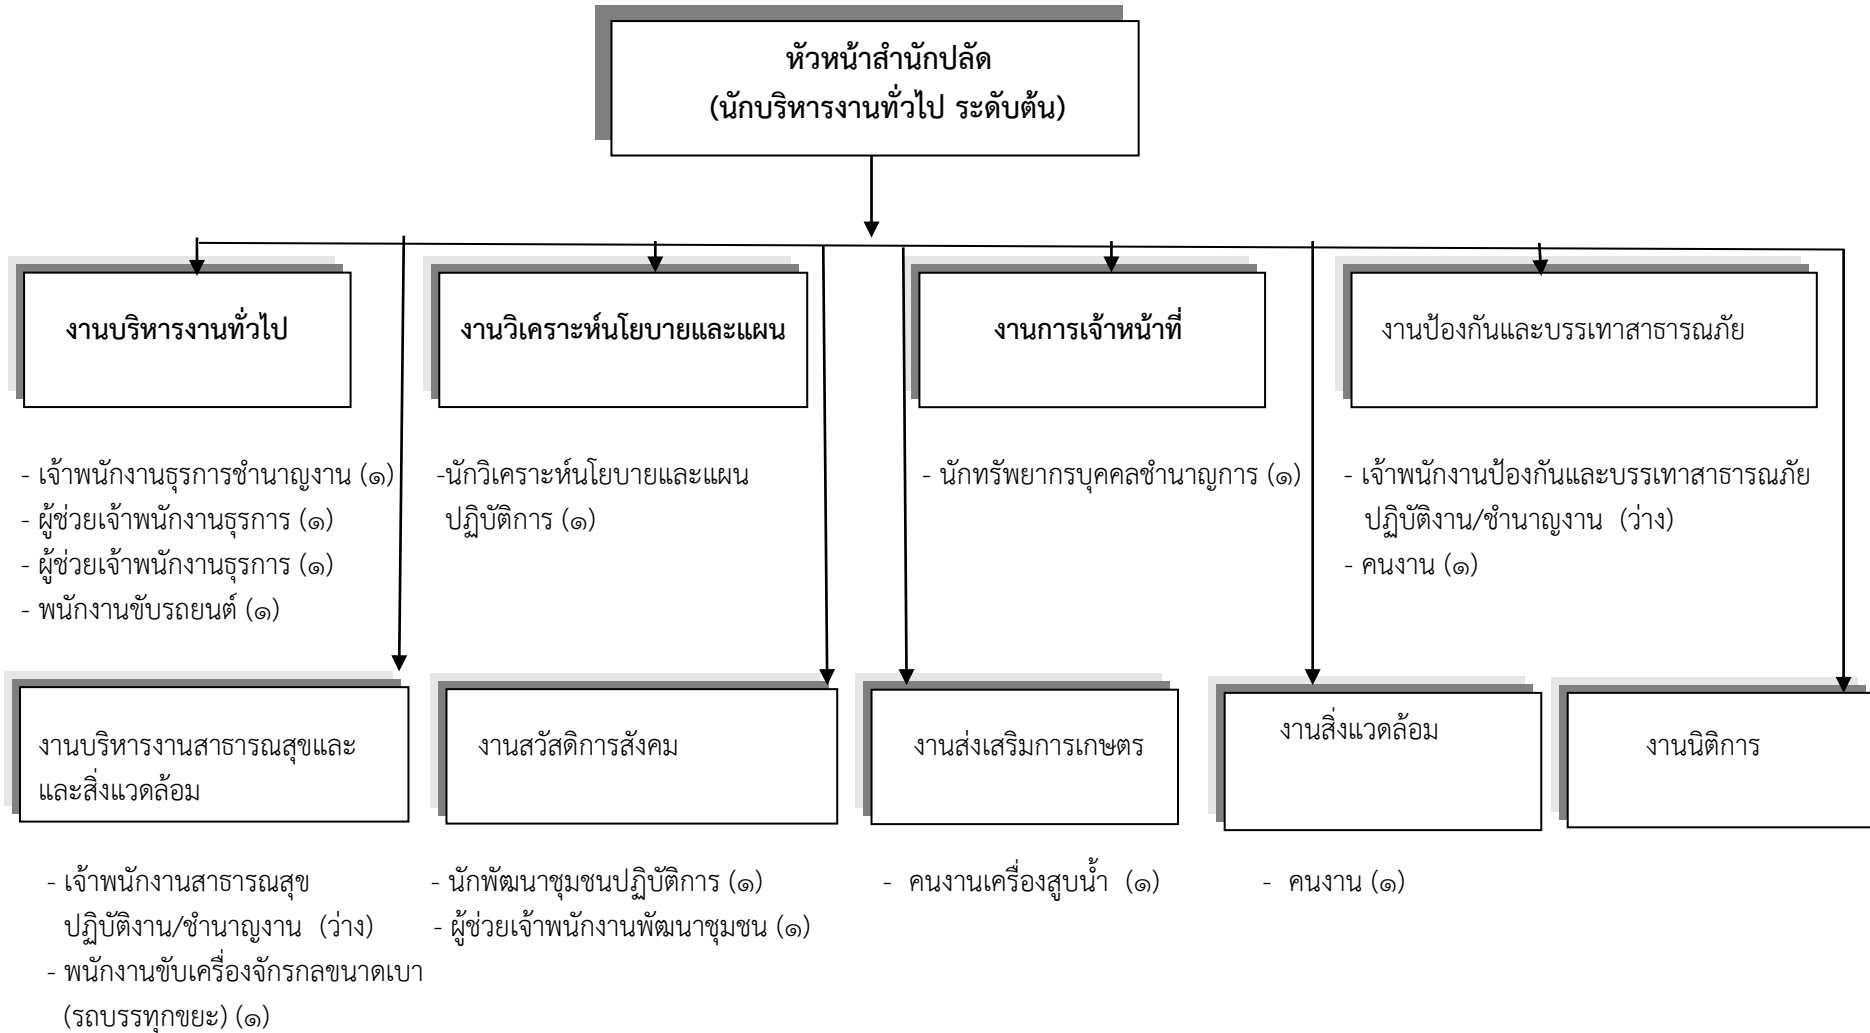 หัวหน้าสำนักปลัด
(นักบริหารงานทั่วไป ระดับต้น)
งานบริหารงานทั่วไป
- เจ้าพนักงานธุรการชำนาญงาน (๑)
- ผู้ช่วยเจ้าพนักงานธุรการ (๑)
- ผู้ช่วยเจ้าพนักงานธุรการ (๑)
- พนักงานขับรถยนต์ (๑)
งานวิเคราะห์นโยบายและแผน
-นักวิเคราะห์นโยบายและแผน
ปฏิบัติการ (๑)
งานการเจ้าหน้าที่
- นักทรัพยากรบุคคลชำนาญการ (๑)
งานป้องกันและบรรเทาสาธารณภัย
- เจ้าพนักงานป้องกันและบรรเทาสาธารณภัย
ปฏิบัติงาน/ชำนาญงาน (ว่าง)
- คนงาน (๑)
งานบริหารงานสาธารณสุขและ
และสิ่งแวดล้อม
- เจ้าพนักงานสาธารณสุข
ปฏิบัติงาน/ชำนาญงาน (ว่าง)
- พนักงานขับเครื่องจักรกลขนาดเบา
(รถบรรทุกขยะ) (๑)
งานสวัสดิการสังคม
- นักพัฒนาชุมชนปฏิบัติการ (๑)
- ผู้ช่วยเจ้าพนักงานพัฒนาชุมชน (๑)
งานส่งเสริมการเกษตร
- คนงานเครื่องสูบน้ำ (๑)
งานสิ่งแวดล้อม
- คนงาน (๑)
งานนิติการ